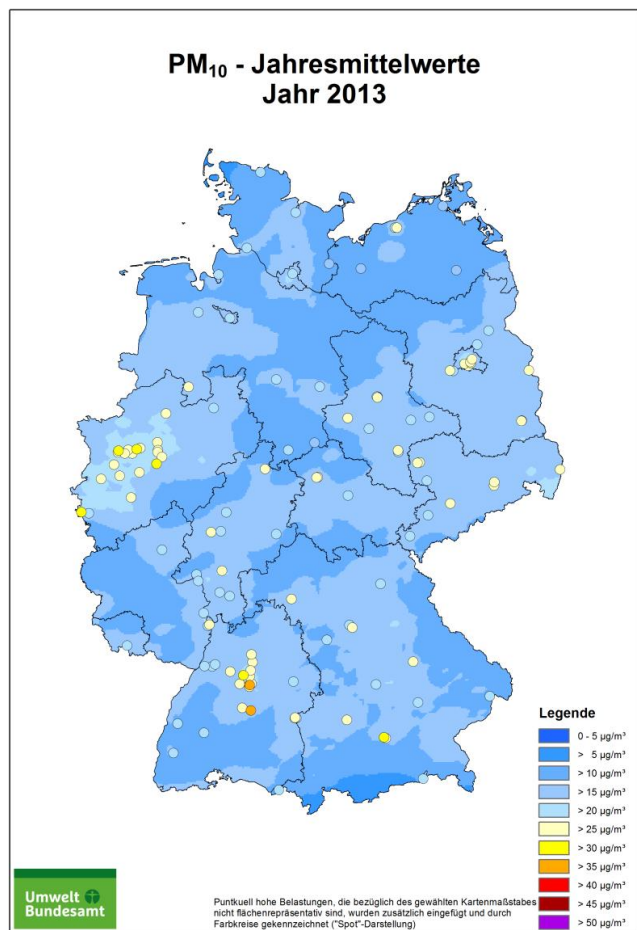 PM₁₀ - Jahresmittelwerte
Jahr 2013
Legende
0 - 5 µg/m³
> 5 µg/m³
> 10 µg/m³
> 15 µg/m³
> 20 µg/m³
> 25 µg/m³
> 30 µg/m³
> 35 µg/m³
> 40 µg/m³
> 45 µg/m³
> 50 µg/m³
Umwelt
Bundesamt
Puntkuell hohe Belastungen, die bezüglich des gewählten Kartenmaßstabes
nicht flächenrepräsentativ sind, wurden zusätzlich eingefügt und durch
Farbkreise gekennzeichnet ("Spot"-Darstellung)